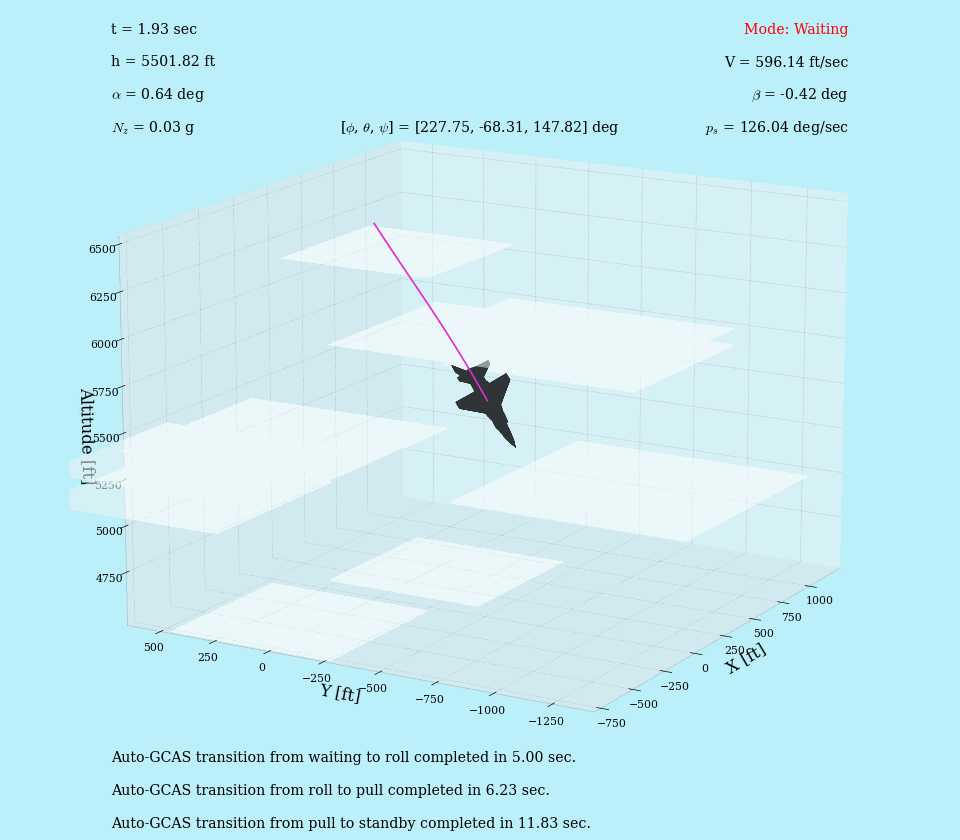 t = 1.93 sec
Mode: Waiting
h = 5501.82 ft
V = 596.14 ft/sec
α = 0.64 deg
β = -0.42 deg
N_z = 0.03 g
[ϕ, θ, ψ] = [227.75, -68.31, 147.82] deg
p_s = 126.04 deg/sec
6500
6250
6000
5750
5500
5250
5000
4750
Altitude [ft]
500
250
0
−250
−500
−750
−1000
−1250
Y [ft]
1000
750
500
250
0
−250
−500
−750
X [ft]
Auto-GCAS transition from waiting to roll completed in 5.00 sec.
Auto-GCAS transition from roll to pull completed in 6.23 sec.
Auto-GCAS transition from pull to standby completed in 11.83 sec.